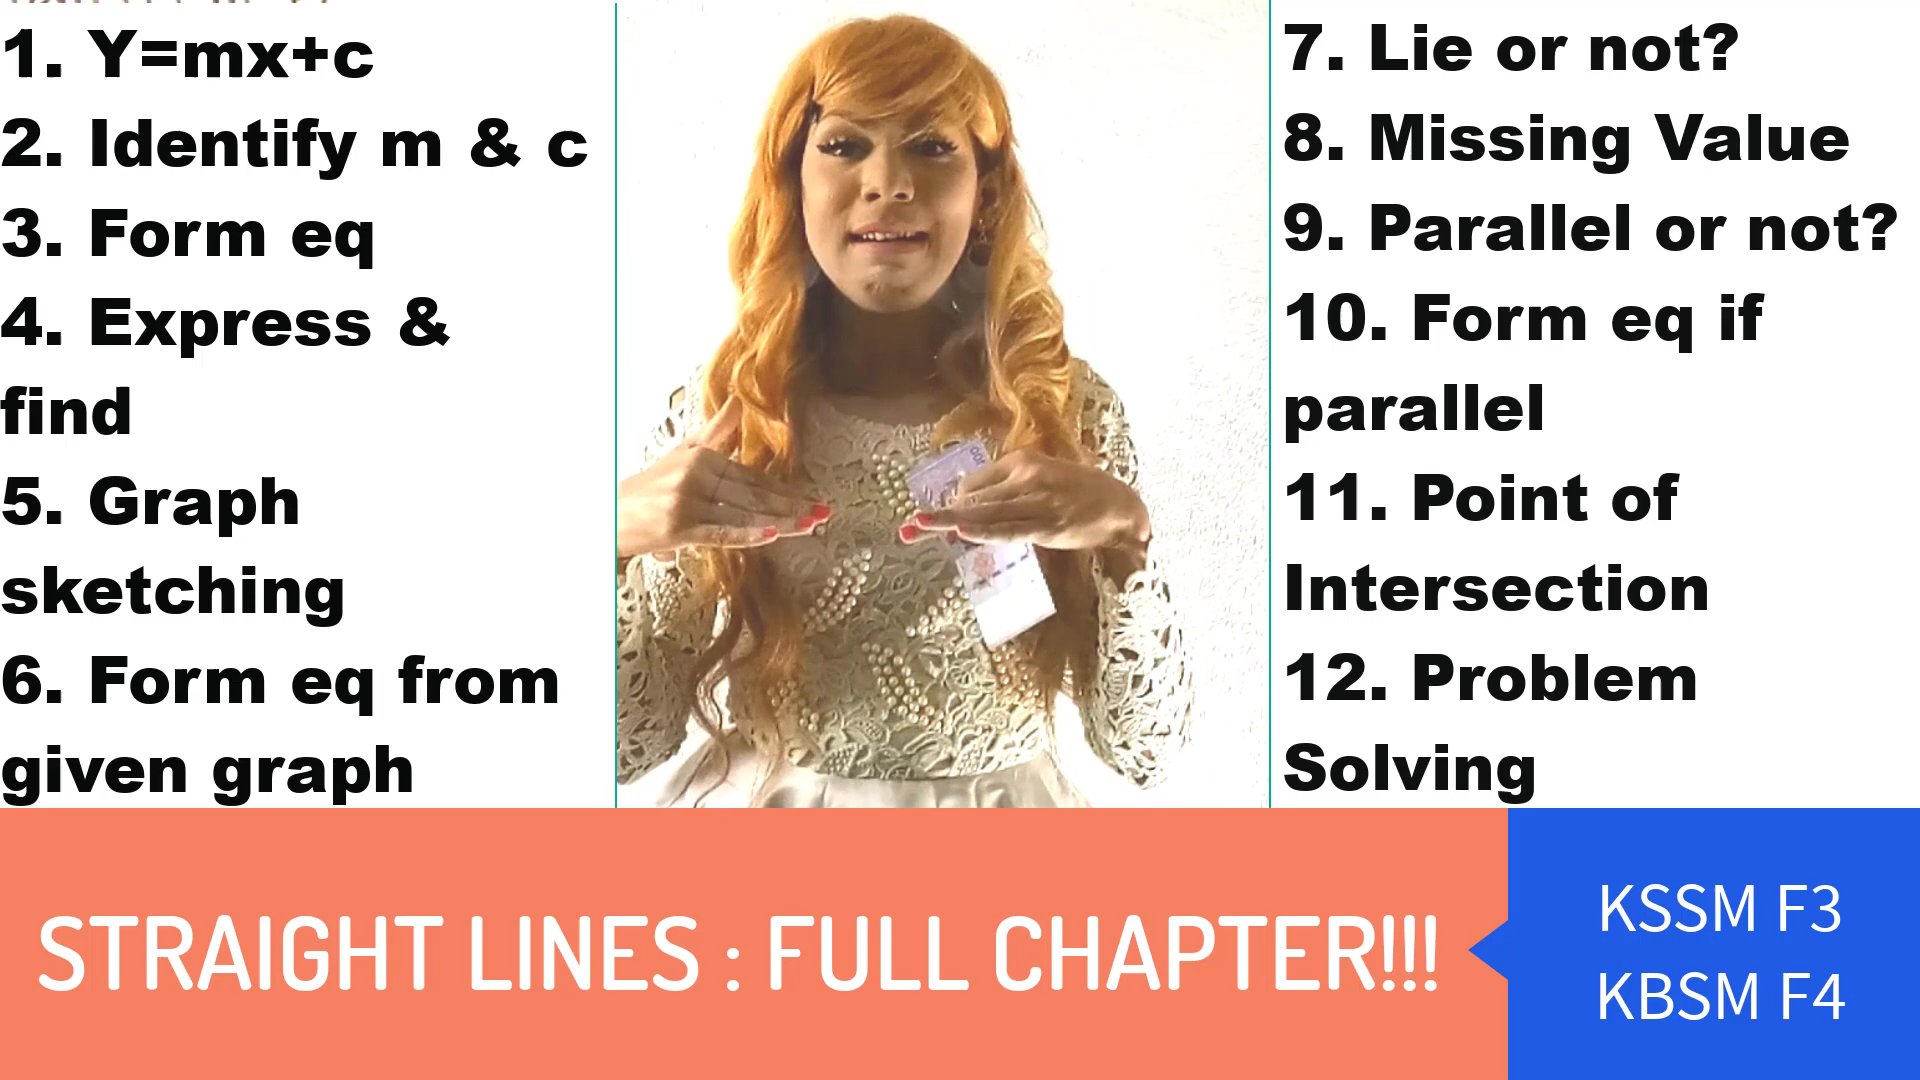 1. Y=mx+c
2. Identify m & c
3. Form eq
4. Express &
find
5. Graph
sketching
6. Form eq from
given graph
7. Lie or not?
8. Missing Value
9. Parallel or not?
10. Form eq if
parallel
11. Point of
Intersection
12. Problem
Solving
STRAIGHT LINES : FULL CHAPTER!!!
KSSM F3
KBSM F4